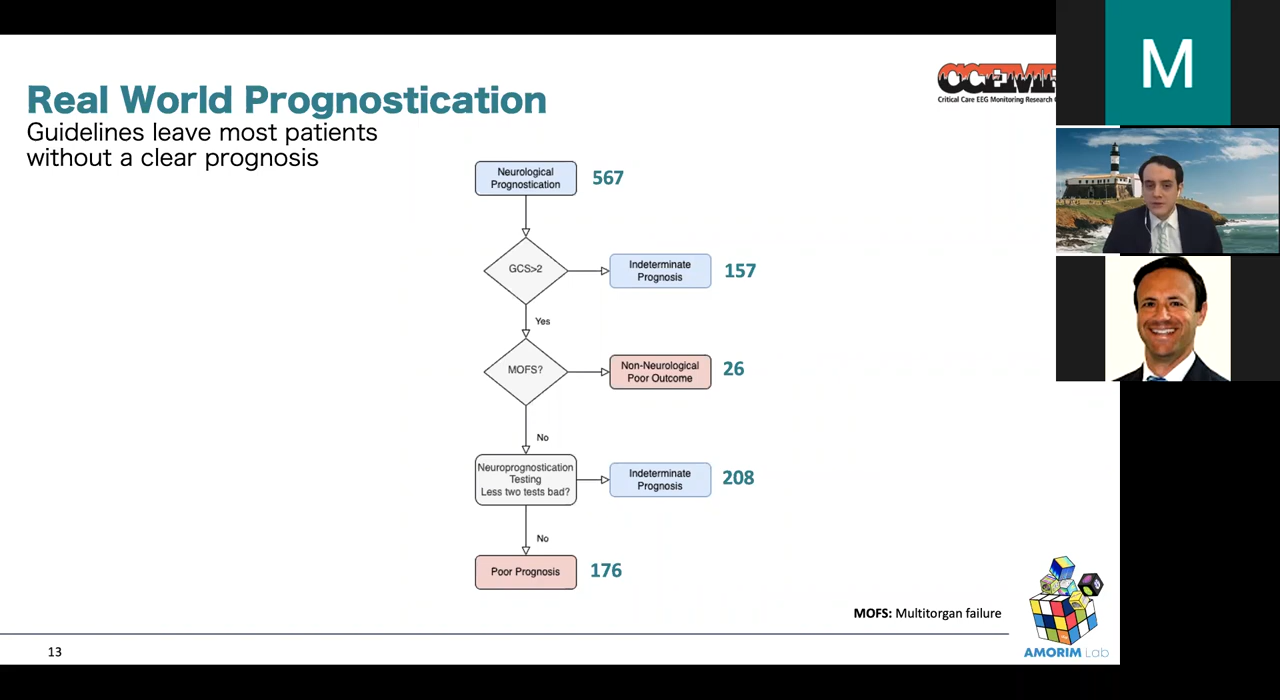 Real World Prognostication
Guidelines leave most patients
without a clear prognosis
Critical Care EEG Monitoring Research
M
Neurological
Prognostication
567
GCS>2
Indeterminate
Prognosis
157
Yes
MOFS?
Non-Neurological
Poor Outcome
26
No
Neuroprognostication
Testing
Less two tests bad?
Indeterminate
Prognosis
208
No
Poor Prognosis
176
MOFS: Multitorgan failure
AMORIM Lab
13